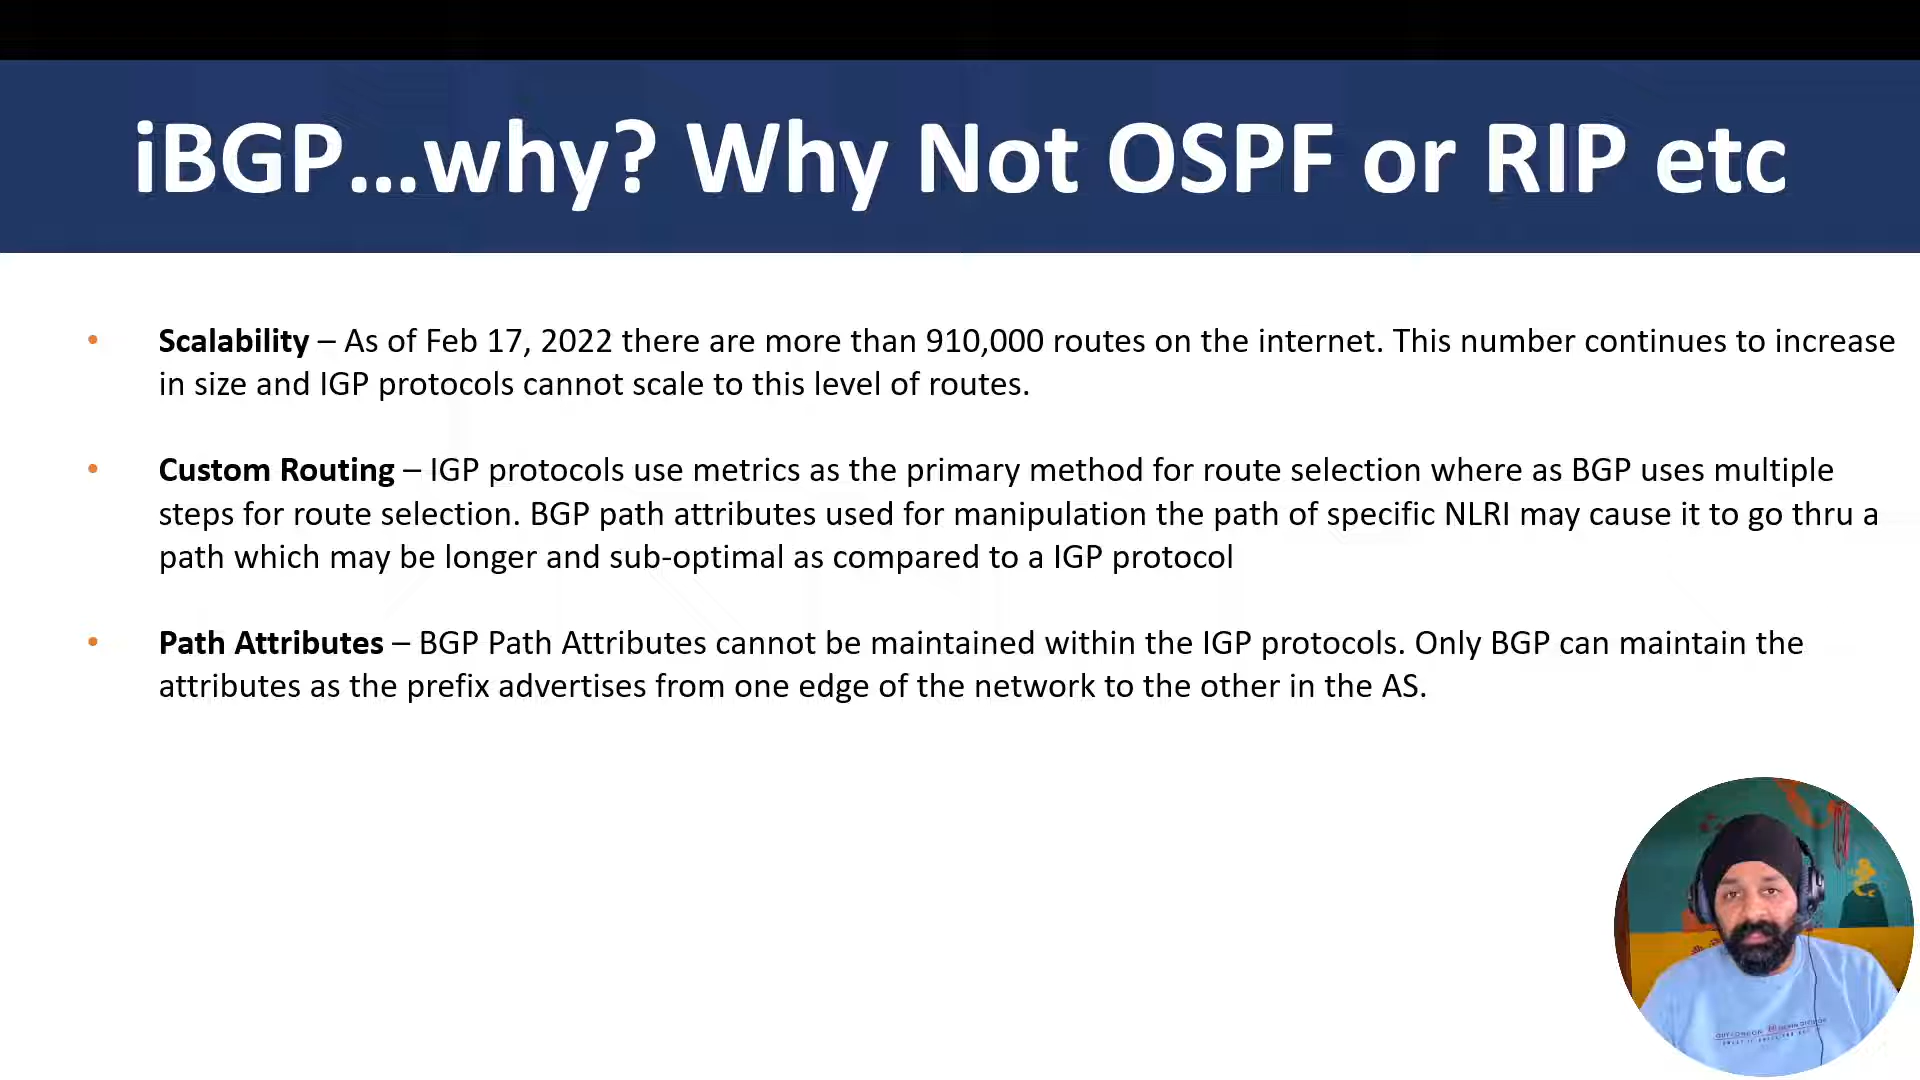 iBGP...why? Why Not OSPF or RIP etc
• Scalability – As of Feb 17, 2022 there are more than 910,000 routes on the internet. This number continues to increase
in size and IGP protocols cannot scale to this level of routes.
• Custom Routing – IGP protocols use metrics as the primary method for route selection where as BGP uses multiple
steps for route selection. BGP path attributes used for manipulation the path of specific NLRI may cause it to go thru a
path which may be longer and sub-optimal as compared to a IGP protocol
• Path Attributes – BGP Path Attributes cannot be maintained within the IGP protocols. Only BGP can maintain the
attributes as the prefix advertises from one edge of the network to the other in the AS.